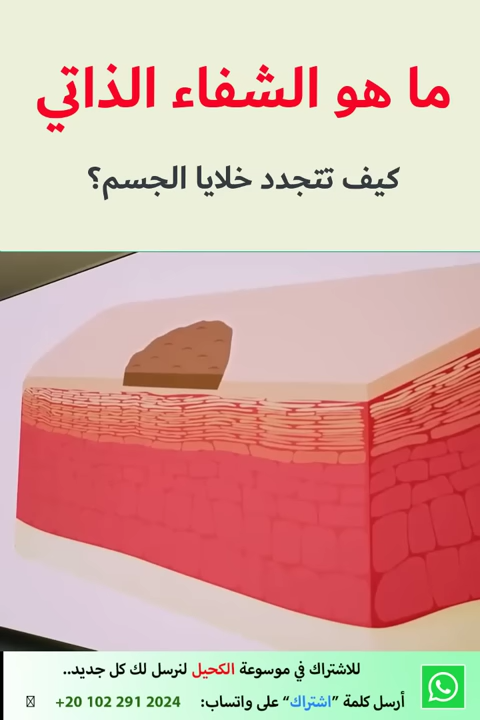 ما هو الشفاء الذاتي
كيف تتجدد خلايا الجسم؟
للاشتراك في موسوعة الكحيل لنرسل لك كل جديد..
أرسل كلمة ”اشتراك“ على واتساب: +20 102 291 2024